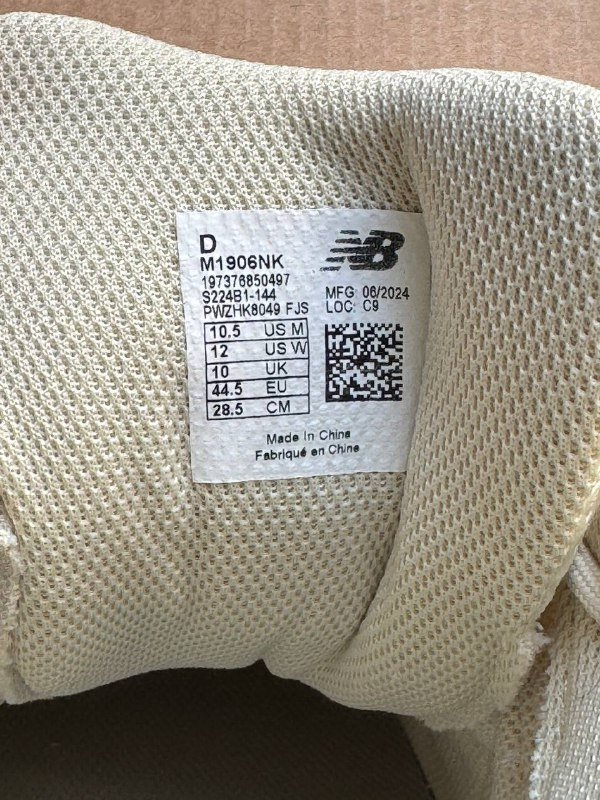 D
NB
M1906NK
197376850497
S224B1-144
PWZHK8049 FJS
MFG 06/2024
LOC: C9
10.5 US M
12 US W
10 UK
44.5 EU
28.5 CM
Made in China
Fabriqué en Chine